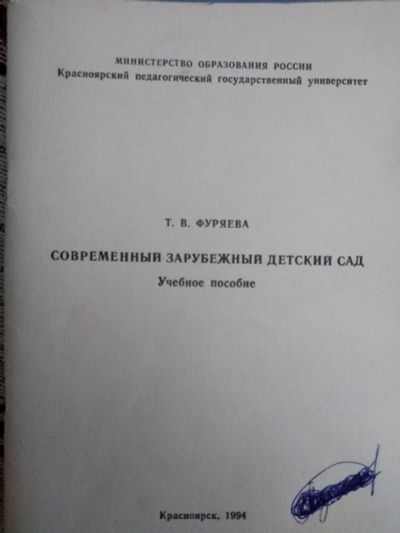 МИНИСТЕРСТВО ОБРАЗОВАНИЯ РОССИИ
Красноярский педагогический государственный университет
Т. В. ФУРЯЕВА
СОВРЕМЕННЫЙ ЗАРУБЕЖНЫЙ ДЕТСКИЙ САД
Учебное пособие
Красноярск, 1994